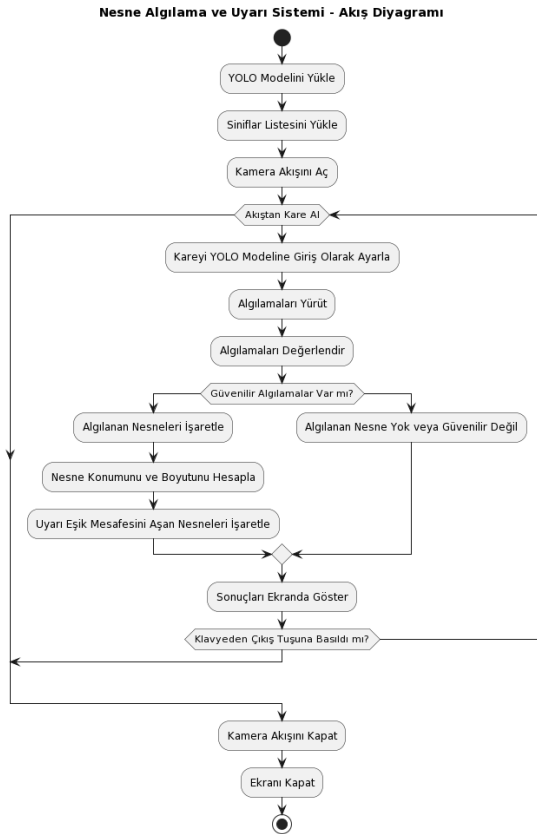 Nesne Algılama ve Uyarı Sistemi - Akış Diyagramı
YOLO Modelini Yükle
Siniflar Listesini Yükle
Kamera Akışını Aç
Akıştan Kare Al
Kareyi YOLO Modeline Giriş Olarak Ayarla
Algılamaları Yürüt
Algılamaları Değerlendir
Güvenilir Algılamalar Var mı?
Algılanan Nesneleri İşaretle
Algılanan Nesne Yok veya Güvenilir Değil
Nesne Konumunu ve Boyutunu Hesapla
Uyarı Eşik Mesafesini Aşan Nesneleri İşaretle
Sonuçları Ekranda Göster
Klavyeden Çıkış Tuşuna Basıldı mı?
Kamera Akışını Kapat
Ekranı Kapat